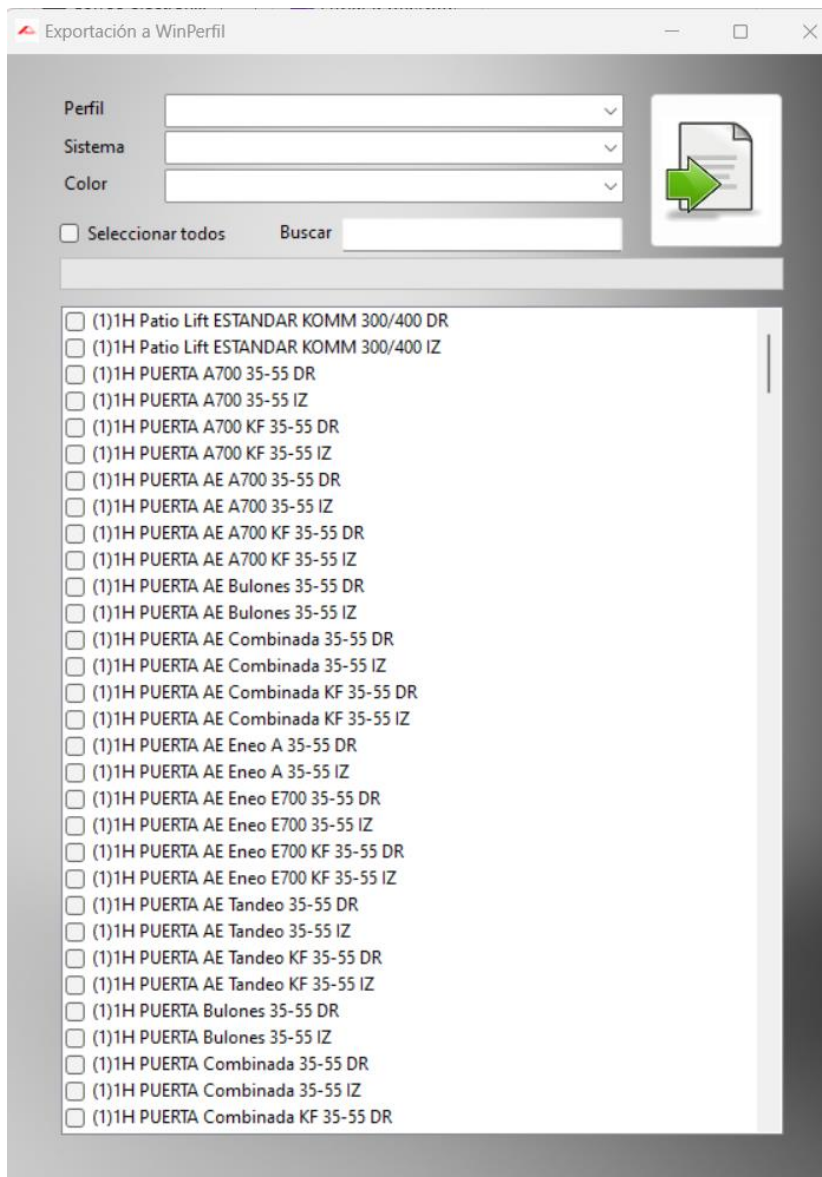 Exportación a WinPerfil
Perfil
Sistema
Color
Seleccionar todos Buscar
(1)1H Patio Lift ESTANDAR KOMM 300/400 DR
(1)1H Patio Lift ESTANDAR KOMM 300/400 IZ
(1)1H PUERTA A700 35-55 DR
(1)1H PUERTA A700 35-55 IZ
(1)1H PUERTA A700 KF 35-55 DR
(1)1H PUERTA A700 KF 35-55 IZ
(1)1H PUERTA AE A700 35-55 DR
(1)1H PUERTA AE A700 35-55 IZ
(1)1H PUERTA AE A700 KF 35-55 DR
(1)1H PUERTA AE A700 KF 35-55 IZ
(1)1H PUERTA AE Bulones 35-55 DR
(1)1H PUERTA AE Bulones 35-55 IZ
(1)1H PUERTA AE Combinada 35-55 DR
(1)1H PUERTA AE Combinada 35-55 IZ
(1)1H PUERTA AE Combinada KF 35-55 DR
(1)1H PUERTA AE Combinada KF 35-55 IZ
(1)1H PUERTA AE Eneo A 35-55 DR
(1)1H PUERTA AE Eneo A 35-55 IZ
(1)1H PUERTA AE Eneo E700 35-55 DR
(1)1H PUERTA AE Eneo E700 35-55 IZ
(1)1H PUERTA AE Eneo E700 KF 35-55 DR
(1)1H PUERTA AE Eneo E700 KF 35-55 IZ
(1)1H PUERTA AE Tandeo 35-55 DR
(1)1H PUERTA AE Tandeo 35-55 IZ
(1)1H PUERTA AE Tandeo KF 35-55 DR
(1)1H PUERTA AE Tandeo KF 35-55 IZ
(1)1H PUERTA Bulones 35-55 DR
(1)1H PUERTA Bulones 35-55 IZ
(1)1H PUERTA Combinada 35-55 DR
(1)1H PUERTA Combinada 35-55 IZ
(1)1H PUERTA Combinada KF 35-55 DR